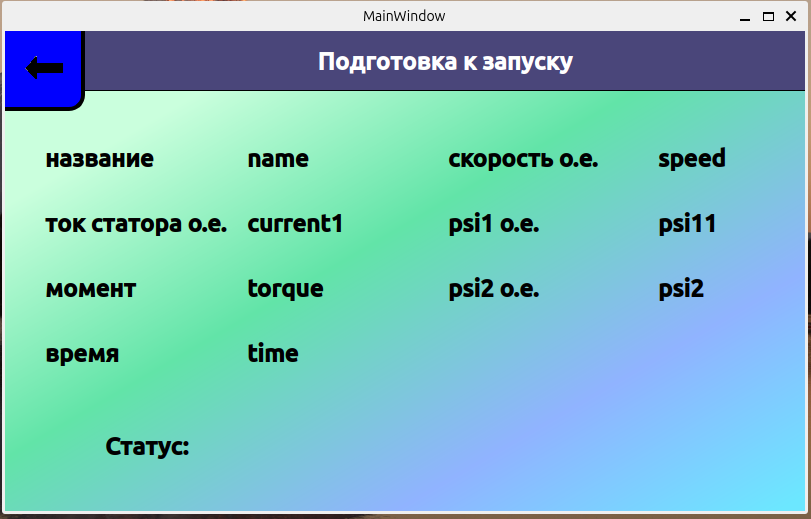 MainWindow
Подготовка к запуску
название name скорость о.е. speed
ток статора о.е. current1 psi1 о.е. psi11
момент torque psi2 о.е. psi2
время time
Статус: